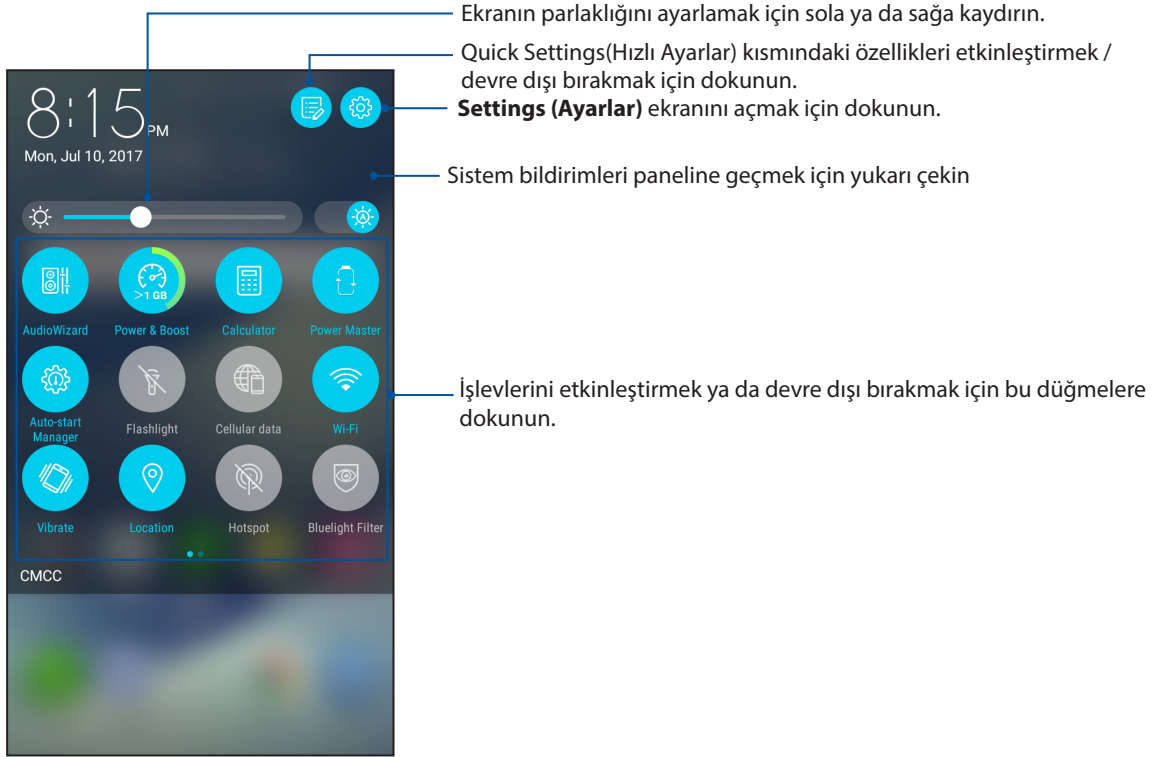 Ekranın parlaklığını ayarlamak için sola ya da sağa kaydırın.
Quick Settings(Hızlı Ayarlar) kısmındaki özellikleri etkinleştirmek /
devre dışı bırakmak için dokunun.
Settings (Ayarlar) ekranını açmak için dokunun.
Sistem bildirimleri paneline geçmek için yukarı çekin
İşlevlerini etkinleştirmek ya da devre dışı bırakmak için bu düğmelere
dokunun.
8:15 PM
Mon, Jul 10, 2017
A
>1 GB
AudioWizard Power & Boost Calculator Power Master
Auto-start
Manager
Flashlight Cellular data Wi-Fi
Vibrate Location Hotspot Bluelight Filter
CMCC